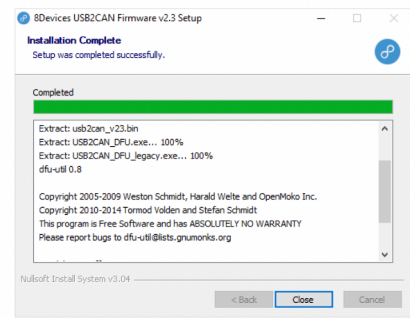 8Devices USB2CAN Firmware v2.3 Setup
Installation Complete
Setup was completed successfully.
Completed
Extract: usb2can_v23.bin
Extract: USB2CAN_DFU.exe... 100%
Extract: USB2CAN_DFU_legacy.exe... 100%
dfu-util 0.8
Copyright 2005-2009 Weston Schmidt, Harald Welte and OpenMoko Inc.
Copyright 2010-2014 Tormod Volden and Stefan Schmidt
This program is Free Software and has ABSOLUTELY NO WARRANTY
Please report bugs to dfu-util@lists.gnumonks.org
Nullsoft Install System v3.04
< Back Close Cancel